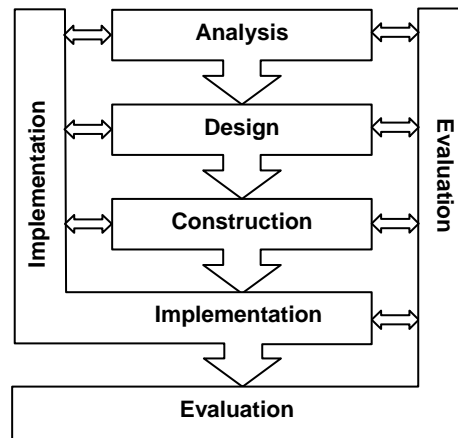 Analysis
Design
Construction
Implementation
Evaluation
Implementation
Evaluation